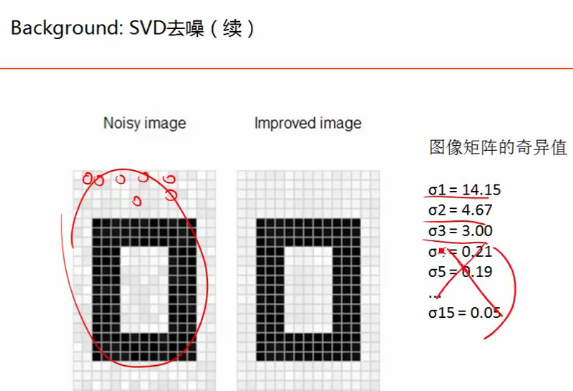 Background: SVD去噪（续）
Noisy image
Improved image
图像矩阵的奇异值
σ1 = 14.15
σ2 = 4.67
σ3 = 3.00
= 0.21
σ5 = 0.19
...
σ15 = 0.05